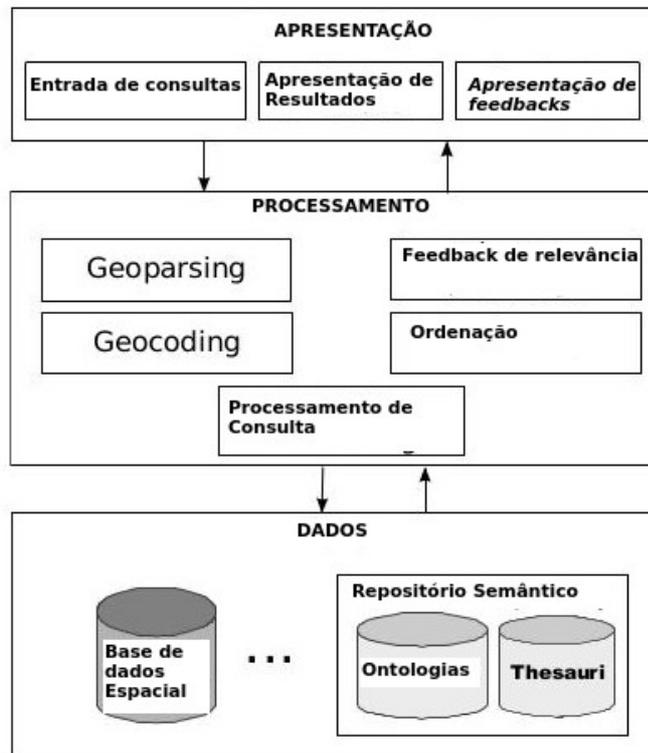 APRESENTAÇÃO
Entrada de consultas
Apresentação de
Resultados
Apresentação de
feedbacks
PROCESSAMENTO
Geoparsing
Feedback de relevância
Geocoding
Ordenação
Processamento de
Consulta
DADOS
Base de
dados
Espacial
...
Repositório Semântico
Ontologias
Thesauri